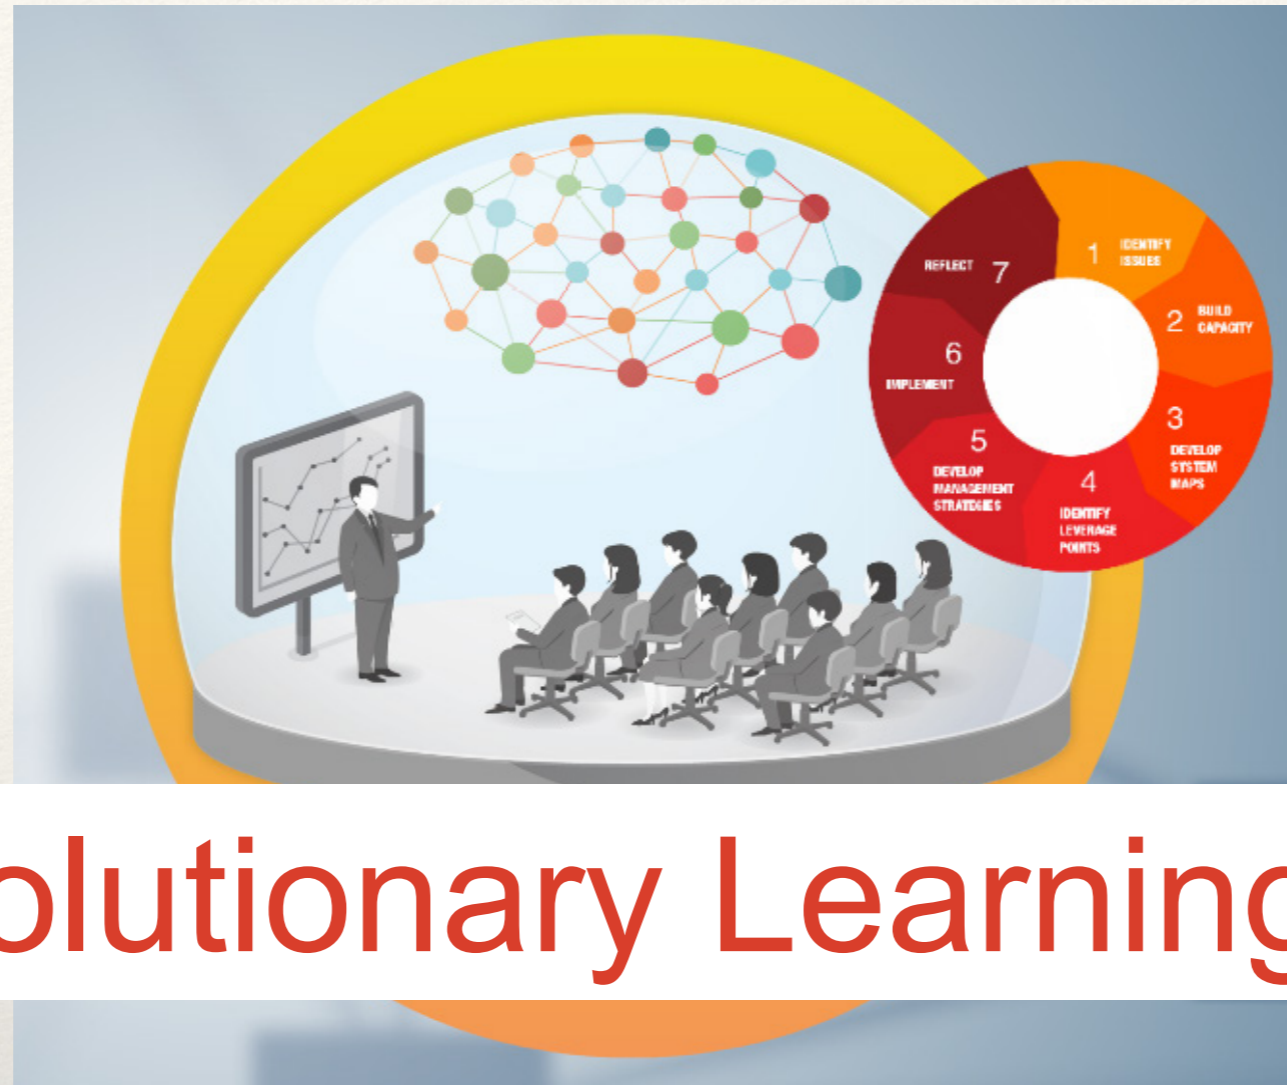 1
IDENTIFY
ISSUES
2
BUILD
CAPACITY
3
DEVELOP
SYSTEM
MAPS
4
IDENTIFY
LEVERAGE
POINTS
5
DEVELOP
MANAGEMENT
STRATEGIES
6
IMPLEMENT
REFLECT 7
olutionary Learning